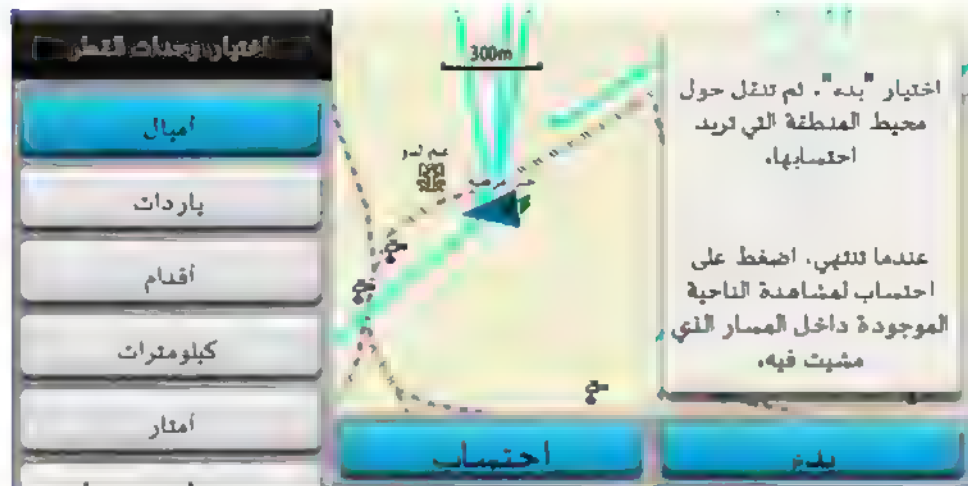 اختيار وحدات القطر
أميال
ياردات
أقدام
كيلومترات
أمتار
300m
اختيار "بدء". ثم تنقل حول
محيط المنطقة التي تريد
احتسابها.
عندما تنتهي، اضغط على
احتساب لمشاهدة الناحية
الموجودة داخل المسار الذي
مشيت فيه.
احتساب
بدء